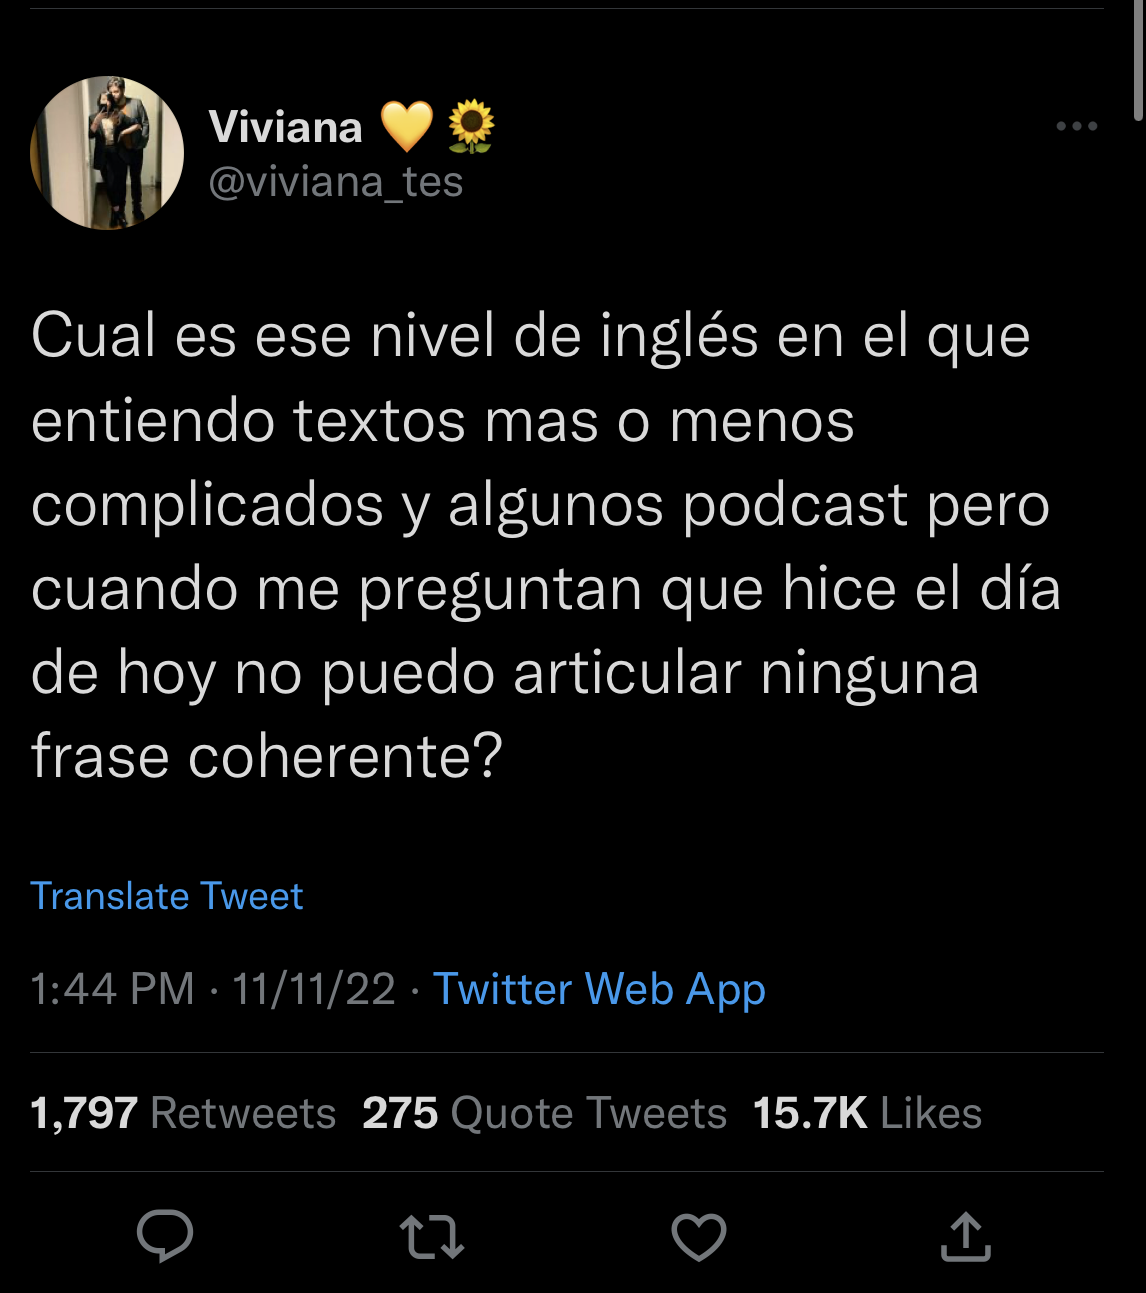 Viviana 💛🌻
@viviana_tes
Cual es ese nivel de inglés en el que
entiendo textos mas o menos
complicados y algunos podcast pero
cuando me preguntan que hice el día
de hoy no puedo articular ninguna
frase coherente?
Translate Tweet
1:44 PM · 11/11/22 · Twitter Web App
1,797 Retweets 275 Quote Tweets 15.7K Likes